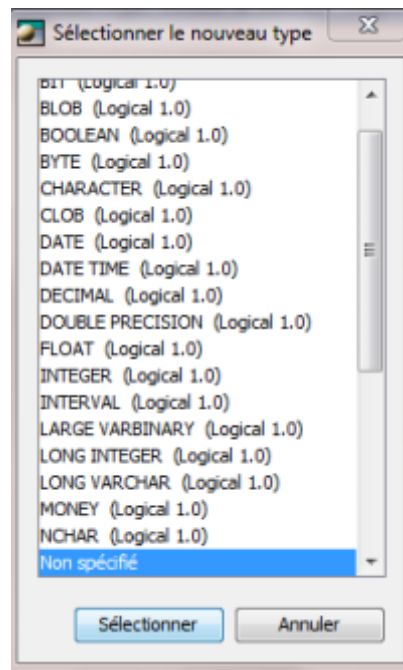 Sélectionner le nouveau type
BIT (Logical 1.0)
BLOB (Logical 1.0)
BOOLEAN (Logical 1.0)
BYTE (Logical 1.0)
CHARACTER (Logical 1.0)
CLOB (Logical 1.0)
DATE (Logical 1.0)
DATE TIME (Logical 1.0)
DECIMAL (Logical 1.0)
DOUBLE PRECISION (Logical 1.0)
FLOAT (Logical 1.0)
INTEGER (Logical 1.0)
INTERVAL (Logical 1.0)
LARGE VARBINARY (Logical 1.0)
LONG INTEGER (Logical 1.0)
LONG VARCHAR (Logical 1.0)
MONEY (Logical 1.0)
NCHAR (Logical 1.0)
Non spécifié
Sélectionner Annuler